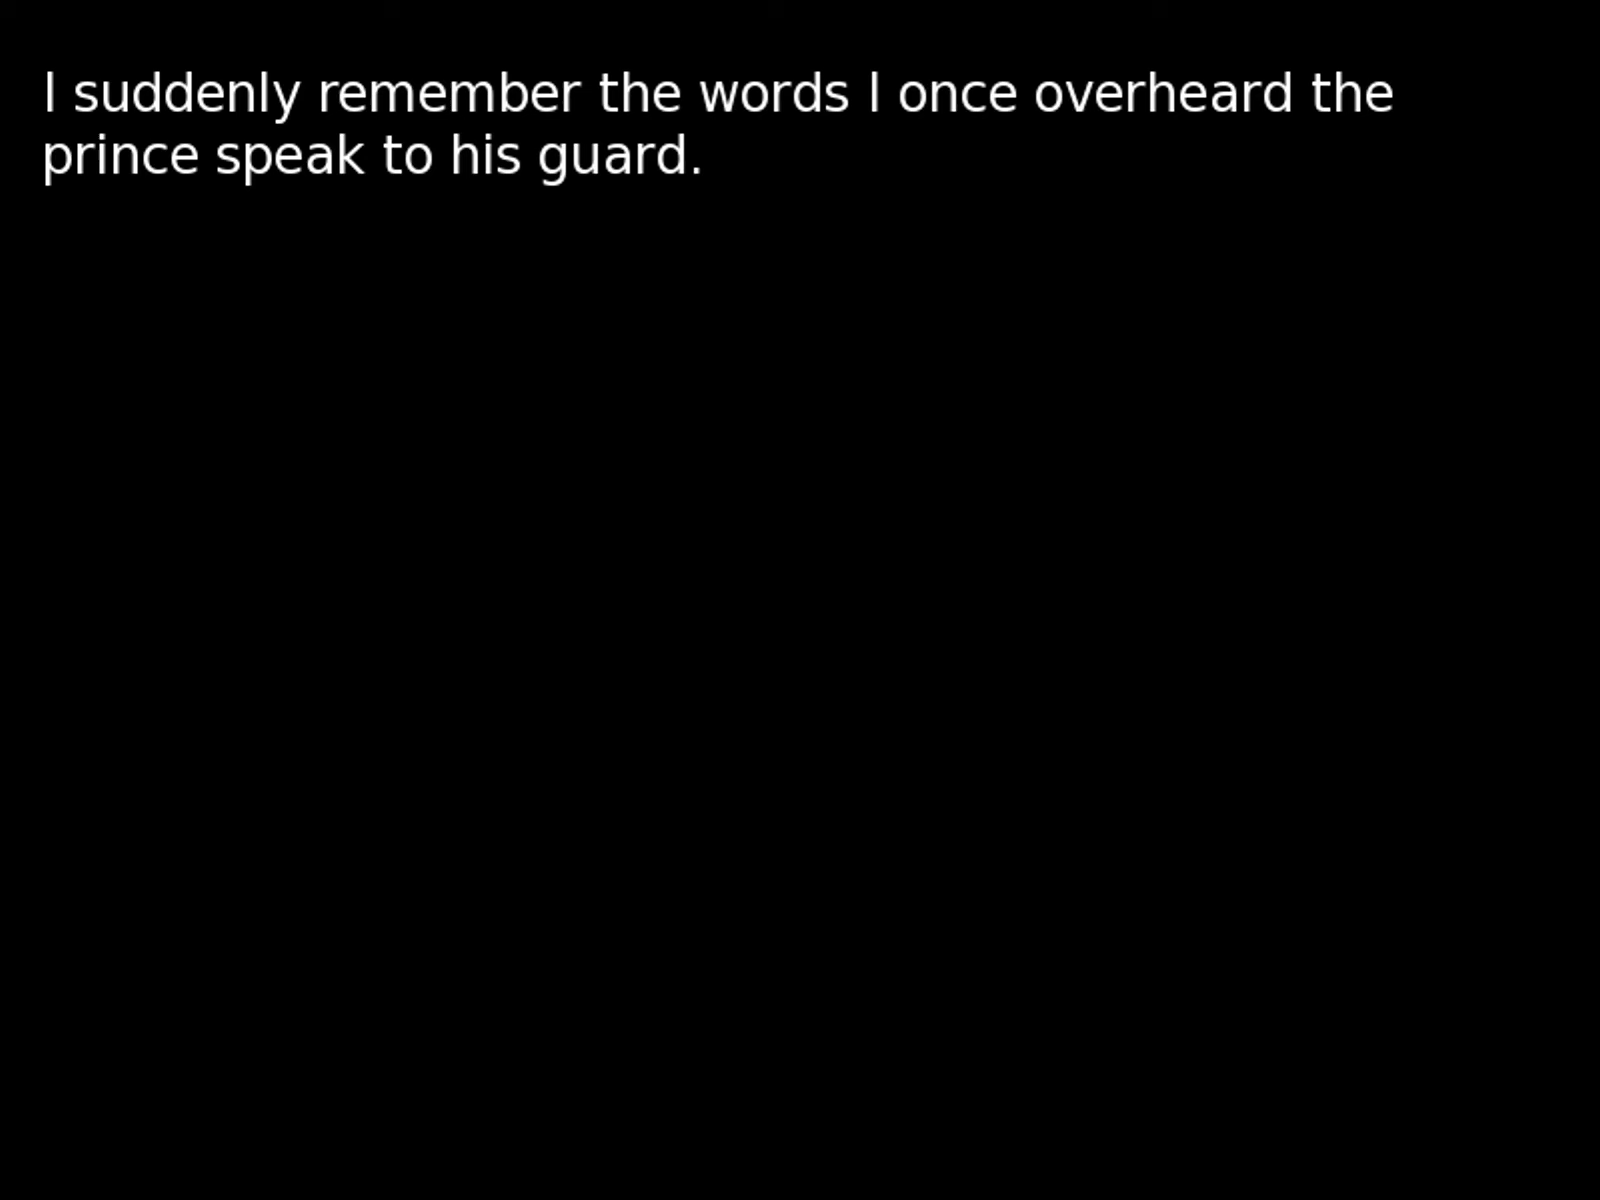 I suddenly remember the words I once overheard the
prince speak to his guard.